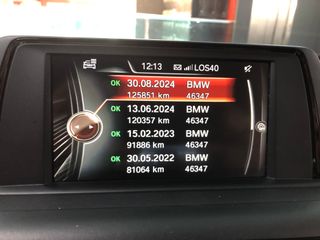 12:13 LOS40
OK 30.08.2024 BMW
125851 km 46347
OK 13.06.2024 BMW
120357 km 46347
OK 15.02.2023 BMW
91886 km 46347
OK 30.05.2022 BMW
81064 km 46347